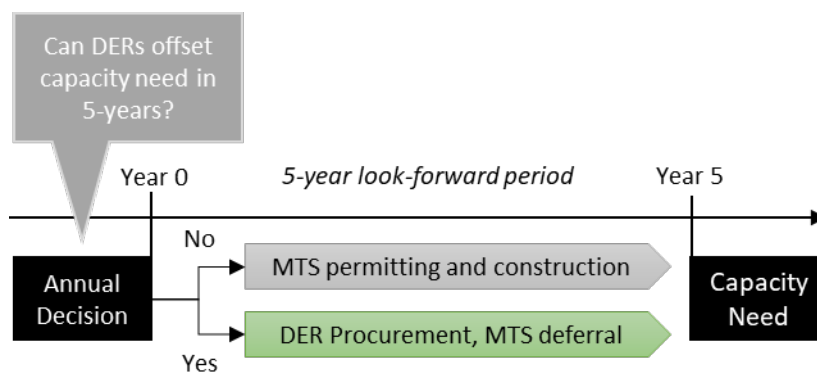 Can DERs offset
capacity need in
5-years?
Year 0
5-year look-forward period
Year 5
No
MTS permitting and construction
Annual
Decision
Capacity
Need
DER Procurement, MTS deferral
Yes